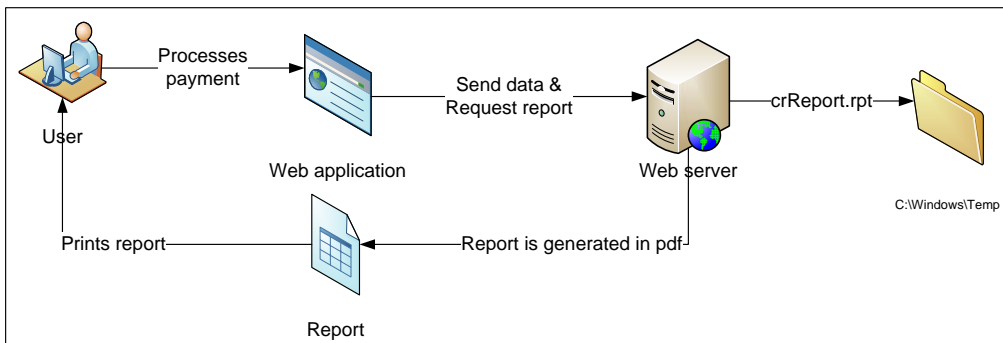 Processes
payment
Send data &
Request report
crReport.rpt
User
Web application
Web server
C:\Windows\Temp
Prints report
Report is generated in pdf
Report